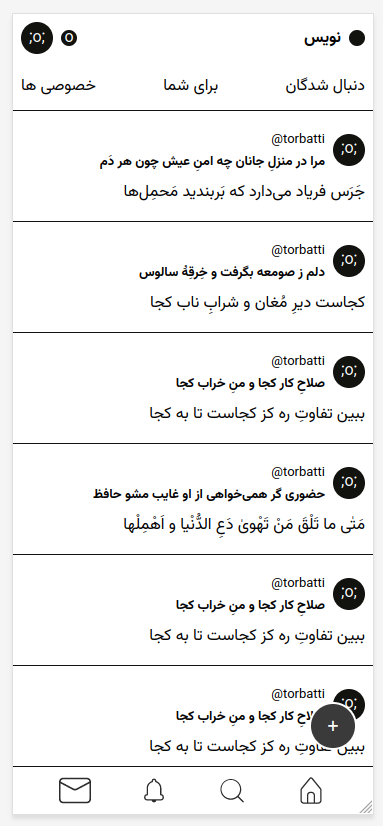 نویس
o
;o;
دنبال شدگان
برای شما
خصوصی ها
;o;
@torbatti
مرا در منزلِ جانان چه امنِ عیش چون هر دَم
جَرَس فریاد می‌دارد که بَربندید مَحمِل‌ها
;o;
@torbatti
دلم ز صومعه بگرفت و خِرقِهٔ سالوس
کجاست دیرِ مُغان و شرابِ ناب کجا
;o;
@torbatti
صلاحِ کار کجا و منِ خراب کجا
ببین تفاوتِ ره کز کجاست تا به کجا
;o;
@torbatti
حضوری گر همی‌خواهی از او غایب مشو حافظ
مَتٰی ما تَلْقَ مَنْ تَهْویٰ دَعِ الدُّنْیا و اَهْمِلْها
;o;
@torbatti
صلاحِ کار کجا و منِ خراب کجا
ببین تفاوتِ ره کز کجاست تا به کجا
;o;
@torbatti
صلاحِ کار کجا و منِ خراب کجا
ببین تفاوتِ ره کز کجاست تا به کجا
+